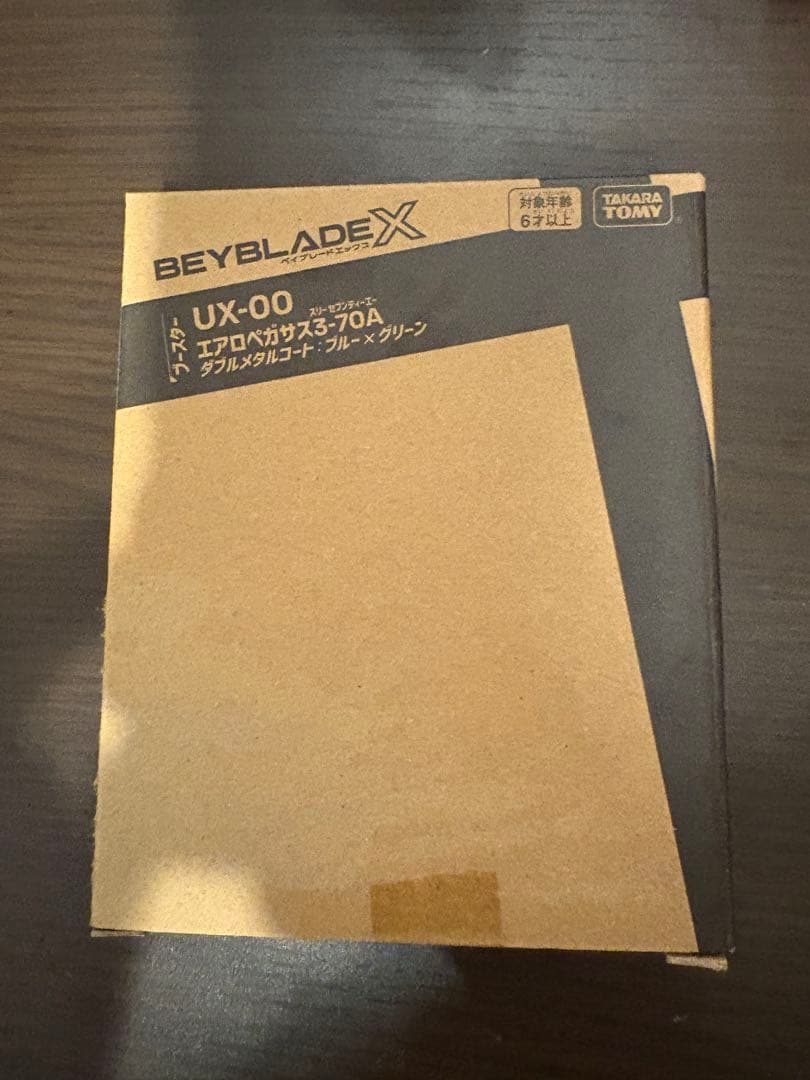 BEYBLADE X
ベイブレードエックス
対象年齢
6才以上
TAKARA
TOMY
ブースター
UX-00
スリーセブンティーエー
エアロペガサス3-70A
ダブルメタルコート:ブルー×グリーン